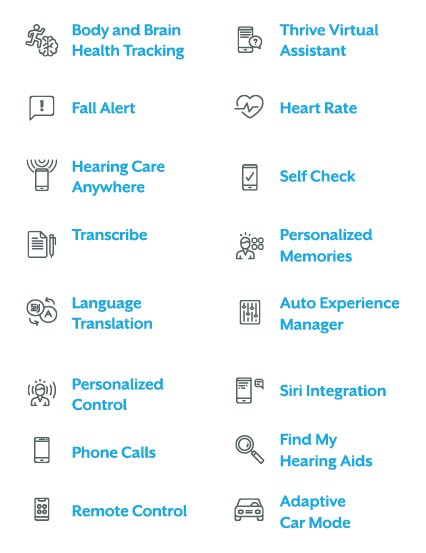 Body and Brain
Health Tracking
Thrive Virtual
Assistant
Fall Alert
Heart Rate
Hearing Care
Anywhere
Self Check
Transcribe
Personalized
Memories
Language
Translation
Auto Experience
Manager
Personalized
Control
Siri Integration
Phone Calls
Find My
Hearing Aids
Remote Control
Adaptive
Car Mode